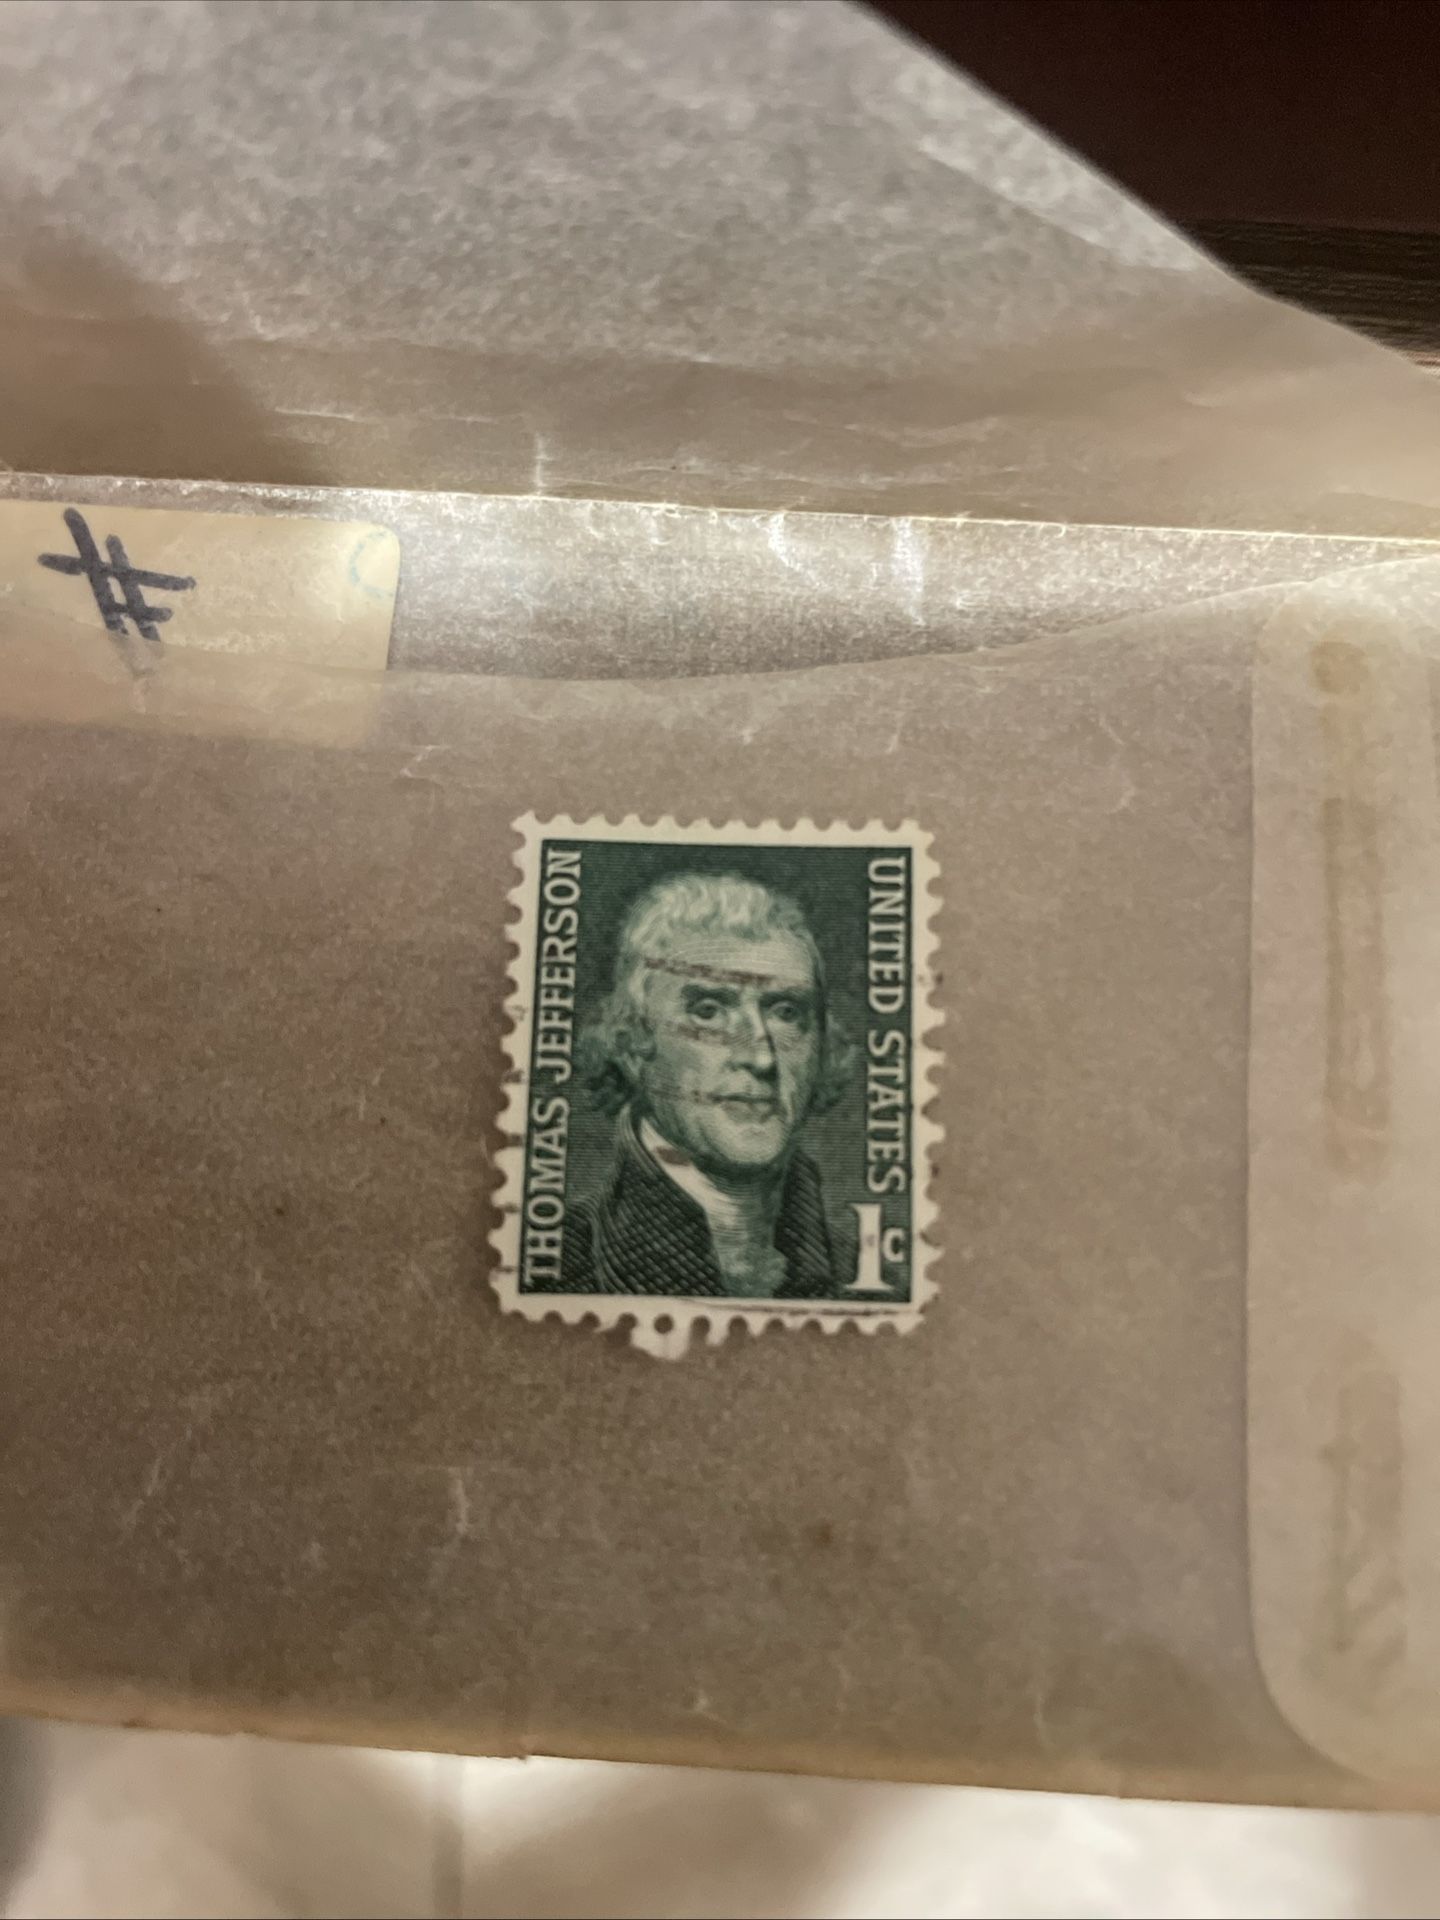 #
THOMAS JEFFERSON
UNITED STATES
1c